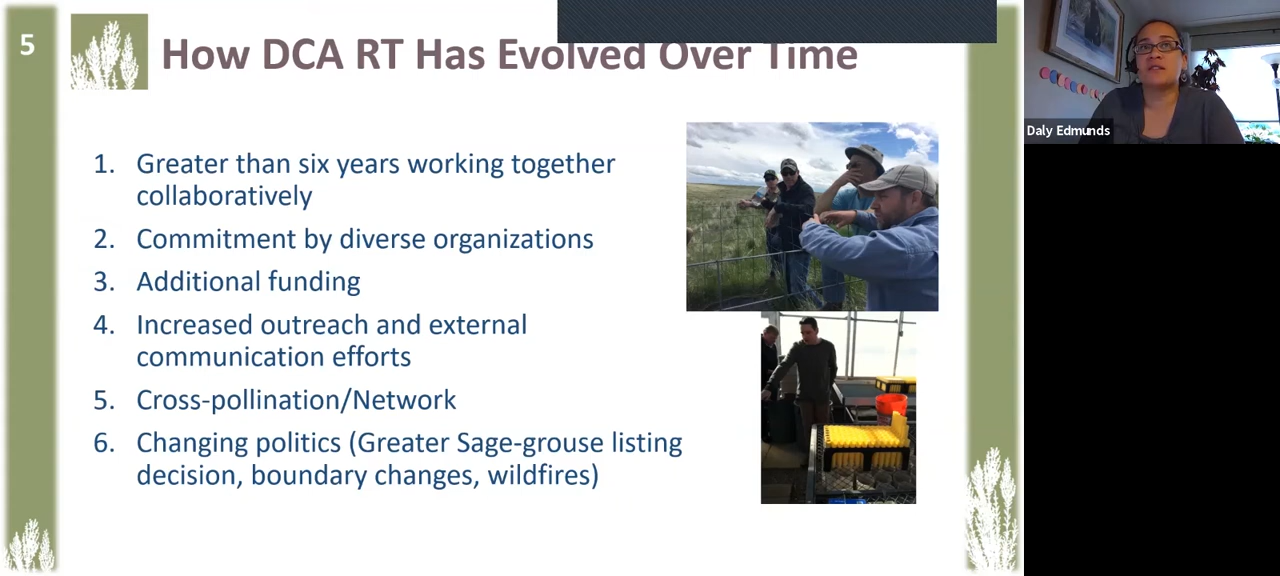 5
How DCA RT Has Evolved Over Time
1. Greater than six years working together
collaboratively
2. Commitment by diverse organizations
3. Additional funding
4. Increased outreach and external
communication efforts
5. Cross-pollination/Network
6. Changing politics (Greater Sage-grouse listing
decision, boundary changes, wildfires)
Daly Edmunds